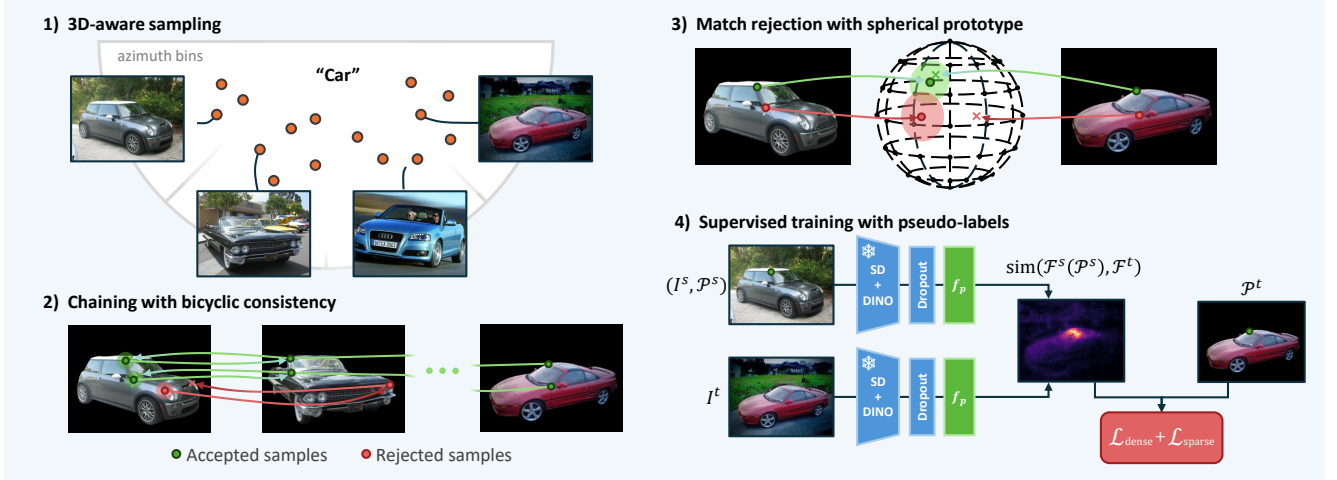 1) 3D-aware sampling
azimuth bins
“Car”
2) Chaining with bicyclic consistency
Accepted samples
Rejected samples
3) Match rejection with spherical prototype
4) Supervised training with pseudo-labels
(I^s, P^s)
SD
+
DINO
Dropout
f_p
sim(F^s(P^s), F^t)
P^t
I^t
SD
+
DINO
Dropout
f_p
L_dense + L_sparse